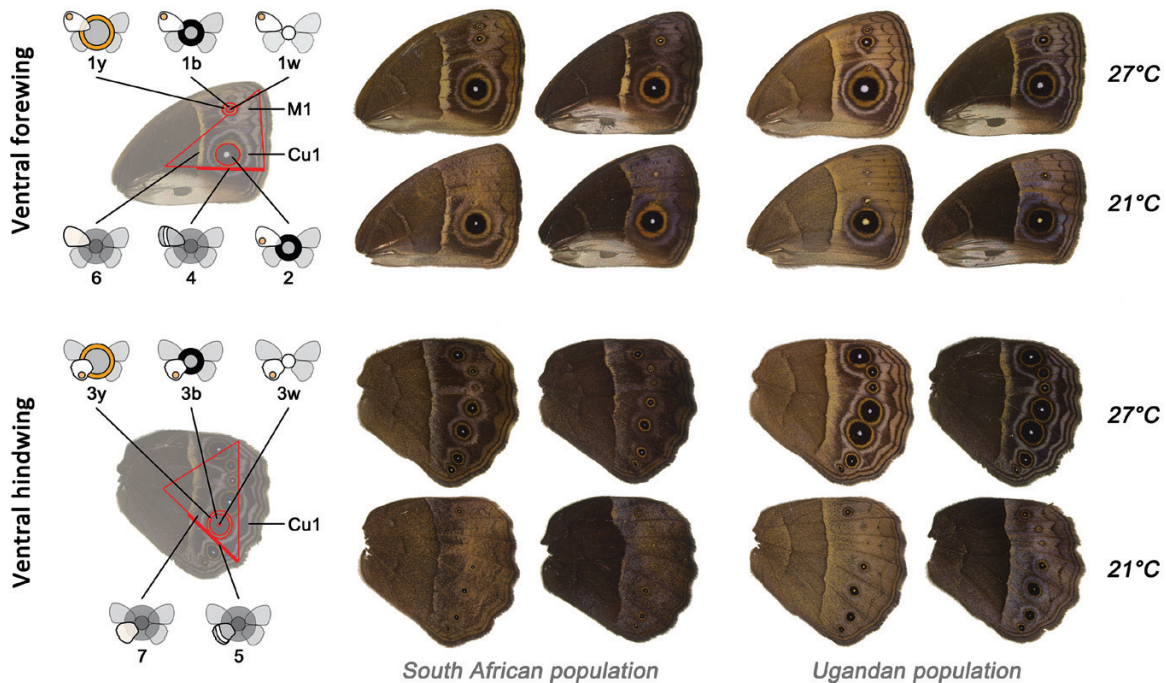 Ventral forewing
1y 1b 1w
M1
Cu1
6 4 2
27°C
21°C
Ventral hindwing
3y 3b 3w
Cu1
7 5
27°C
21°C
South African population
Ugandan population